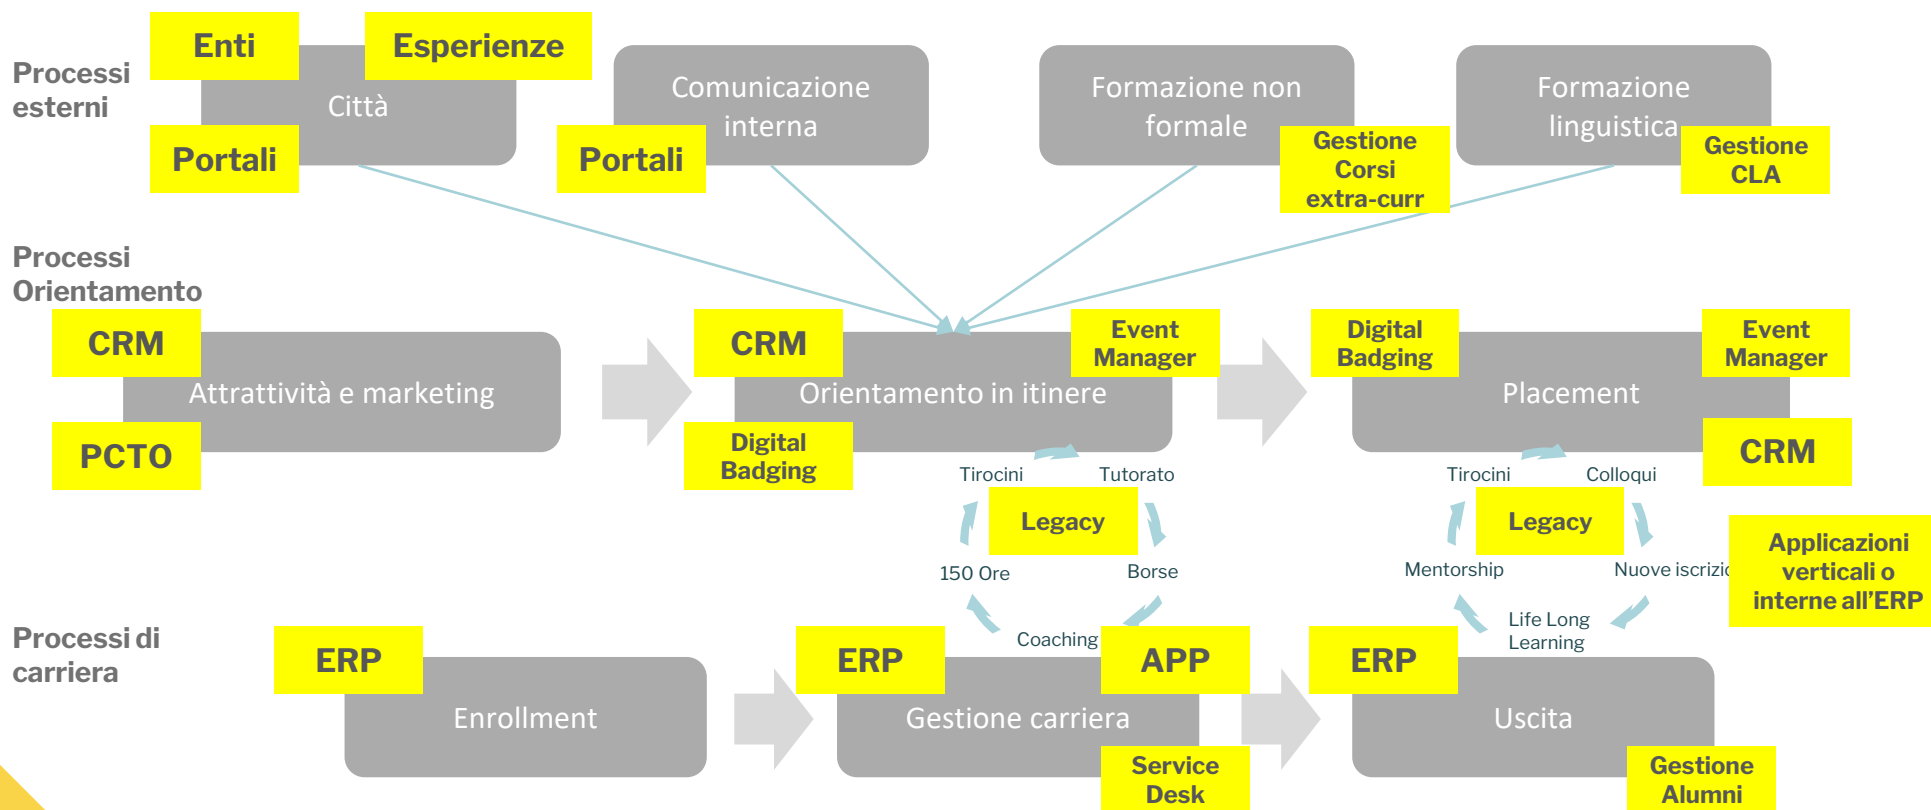 Processi
esterni
Enti
Esperienze
Città
Portali
Comunicazione
interna
Portali
Formazione non
formale
Gestione
Corsi
extra-curr
Formazione
linguistica
Gestione
CLA
Processi
Orientamento
CRM
Attrattività e marketing
PCTO
CRM
Event
Manager
Orientamento in itinere
Digital
Badging
Digital
Badging
Event
Manager
Placement
CRM
Tirocini
Tutorato
Legacy
150 Ore
Borse
Coaching
Tirocini
Colloqui
Legacy
Mentorship
Nuove iscrizio
Life Long
Learning
Applicazioni
verticali o
interne all’ERP
Processi di
carriera
ERP
Enrollment
ERP
APP
Gestione carriera
Service
Desk
ERP
Uscita
Gestione
Alumni